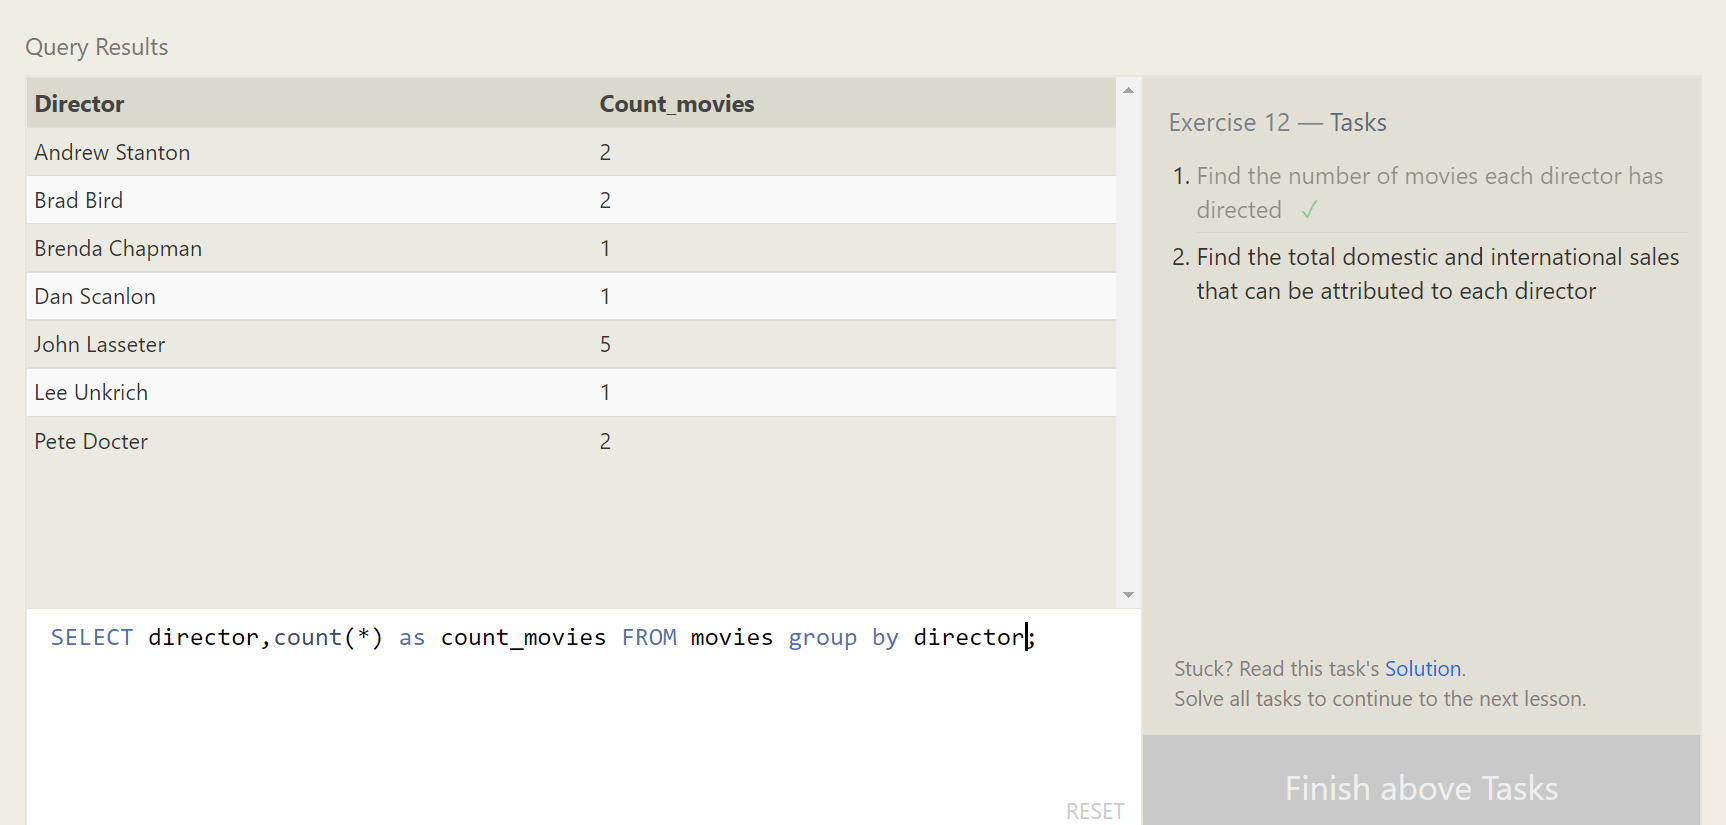 Query Results
Director Count_movies
Andrew Stanton 2
Brad Bird 2
Brenda Chapman 1
Dan Scanlon 1
John Lasseter 5
Lee Unkrich 1
Pete Docter 2
SELECT director,count(*) as count_movies FROM movies group by director;
RESET
Exercise 12 — Tasks
1. Find the number of movies each director has
directed ✓
2. Find the total domestic and international sales
that can be attributed to each director
Stuck? Read this task's Solution.
Solve all tasks to continue to the next lesson.
Finish above Tasks